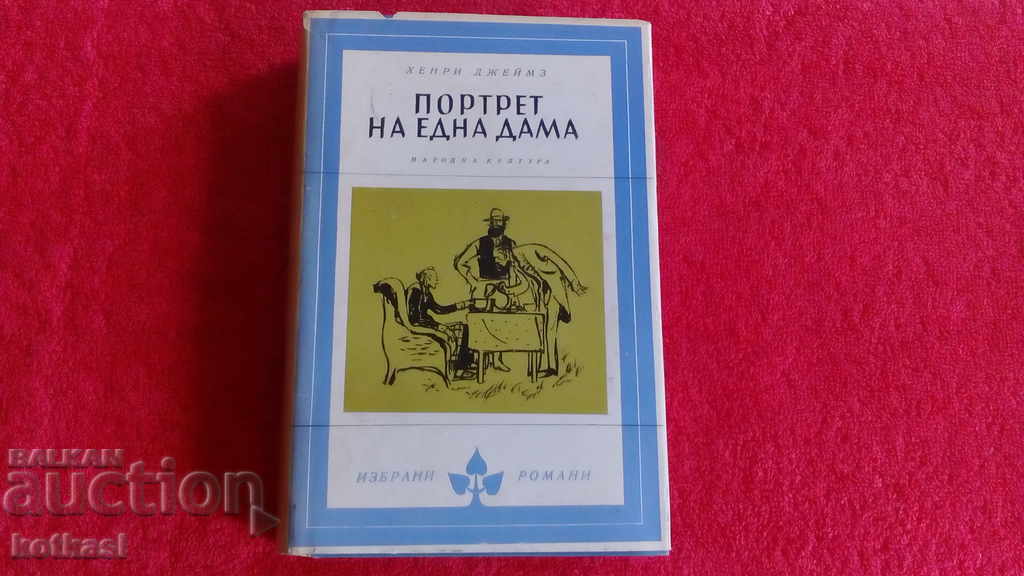 ХЕНРИ ДЖЕЙМЗ
ПОРТРЕТ
НА ЕДНА ДАМА
НАРОДНА КУЛТУРА
ИЗБРАНИ РОМАНИ
BALKAN
auction
kotkasl